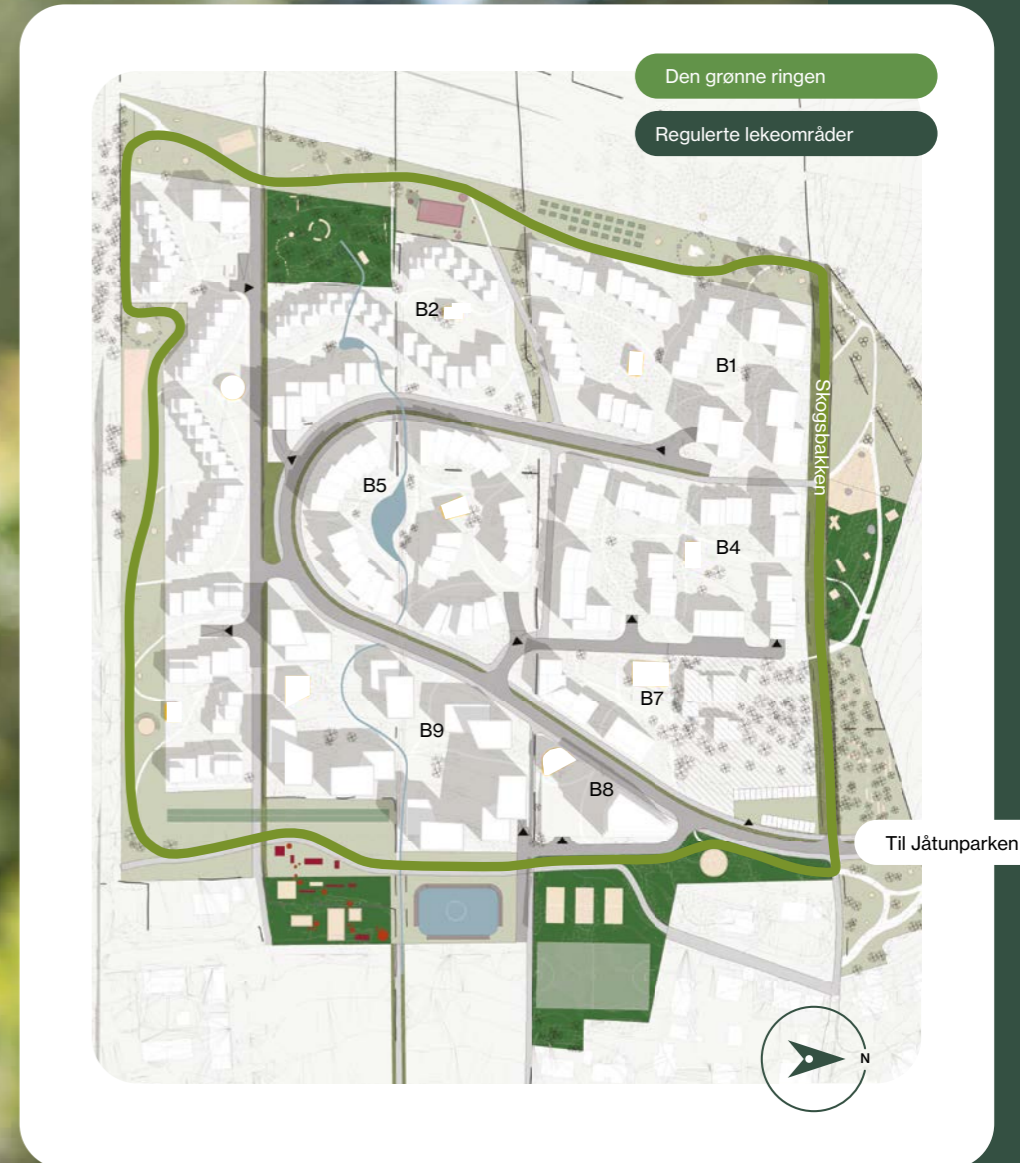 Den grønne ringen
Regulerte lekeområder
B2
B1
Skogsbakken
B5
B4
B7
B9
B8
Til Jåtunparken
N